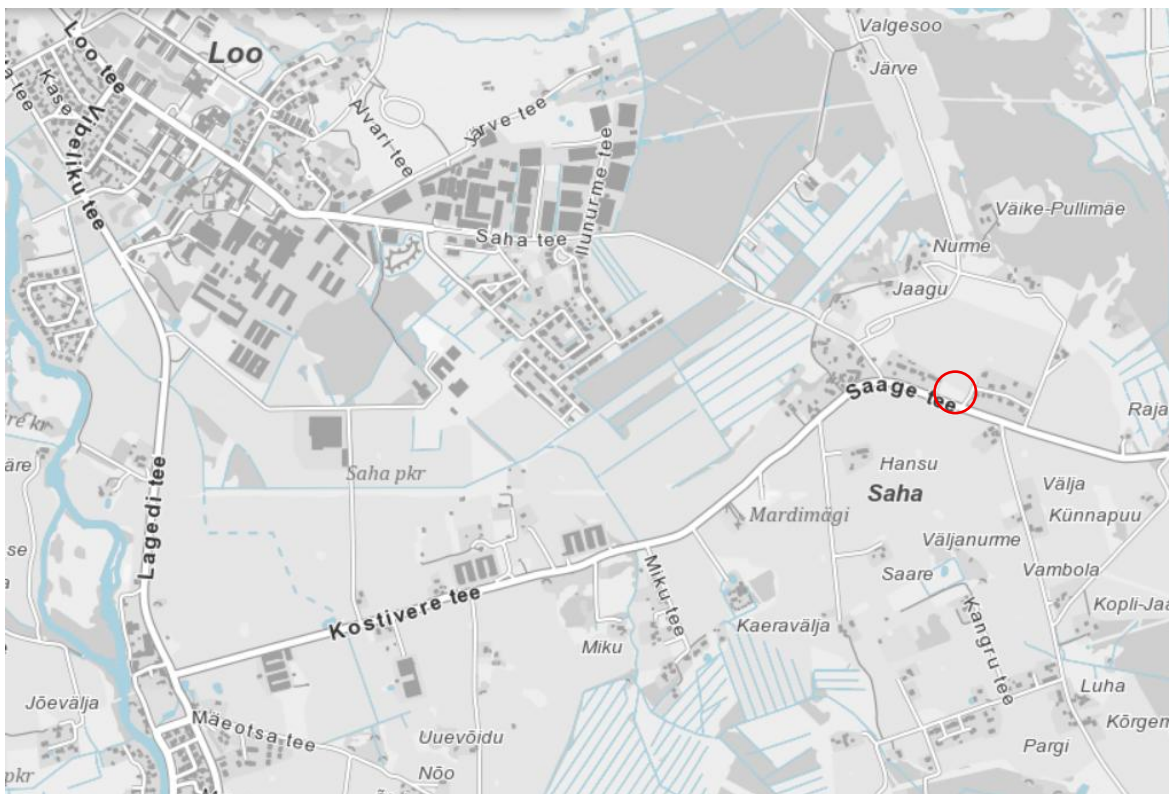 Valgesoo
Loo tee
Loo
Järve
a tee
Kase
Vibeliku tee
Alvari tee
Järve tee
Ilunurme tee
Väike-Pullimäe
Saha tee
Nurme
Jaagu
Saage tee
Raja
Hansu
Saha pkr
Saha
Välja
Lagedi tee
Mardimägi
Künnapuu
Väljanurme
Saare
Vambola
Kostivere tee
Miku tee
Kangru tee
Kopli-Jaa
Kaeravälja
Miku
Luha
Jõevälja
Mäeotsa tee
Uuevõidu
Kõrgem
Pargi
Nõo
pkr